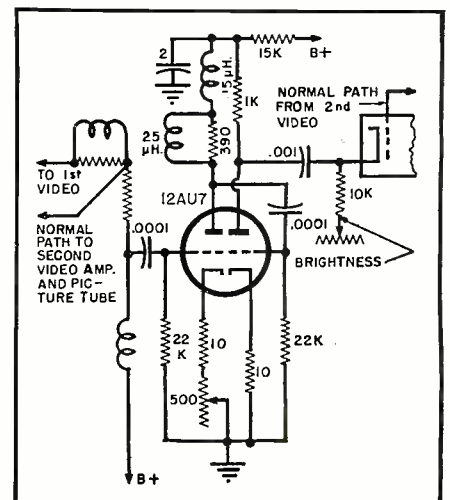 2
15K
B+
15 μH.
1K
NORMAL PATH
FROM 2nd
VIDEO
25
μH.
390
.001
TO 1st
VIDEO
12AU7
10K
.0001
.0001
NORMAL
PATH TO
SECOND
VIDEO AMP.
AND PIC-
TURE TUBE
BRIGHTNESS
22
K
10
22K
10
500
B+